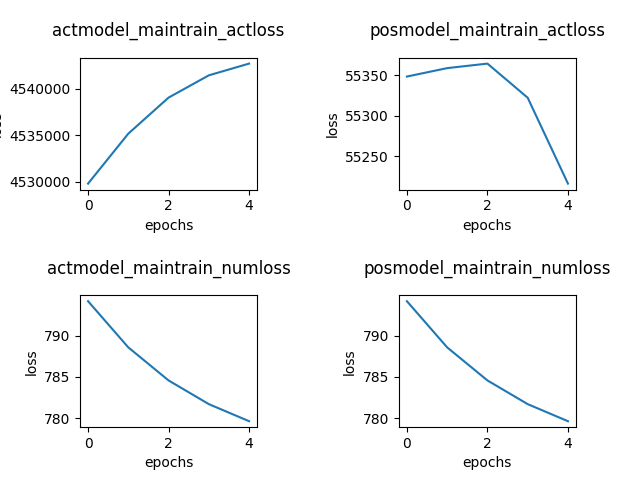 actmodel_maintrain_actloss
4540000
4535000
4530000
0 2 4
epochs
posmodel_maintrain_actloss
loss
55350
55300
55250
0 2 4
epochs
actmodel_maintrain_numloss
loss
790
785
780
0 2 4
epochs
posmodel_maintrain_numloss
loss
790
785
780
0 2 4
epochs